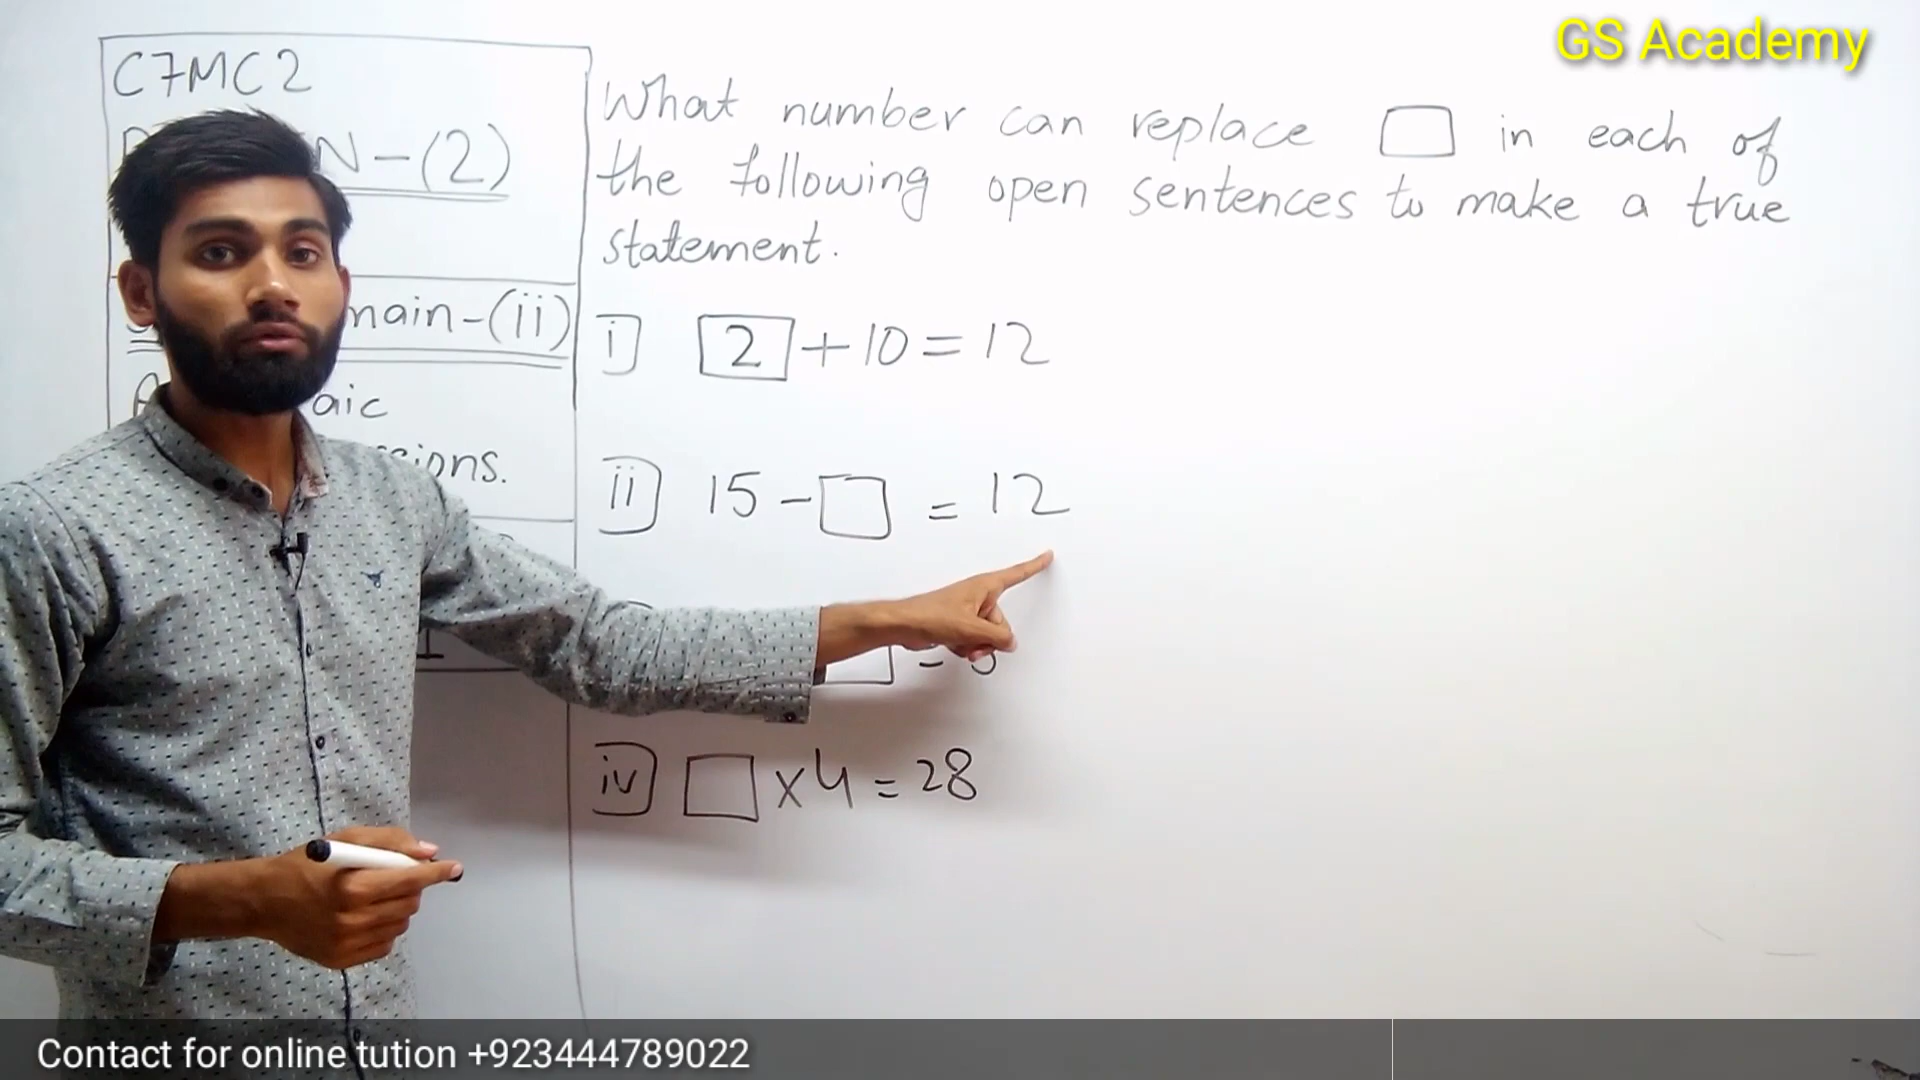 GS Academy
C7MC2
N-(2)
main-(ii)
aic
sions.
What number can replace □ in each of
the following open sentences to make a true
statement.
i) 2 + 10 = 12
ii) 15 - □ = 12
□ =
iv) □ x 4 = 28
Contact for online tution +923444789022